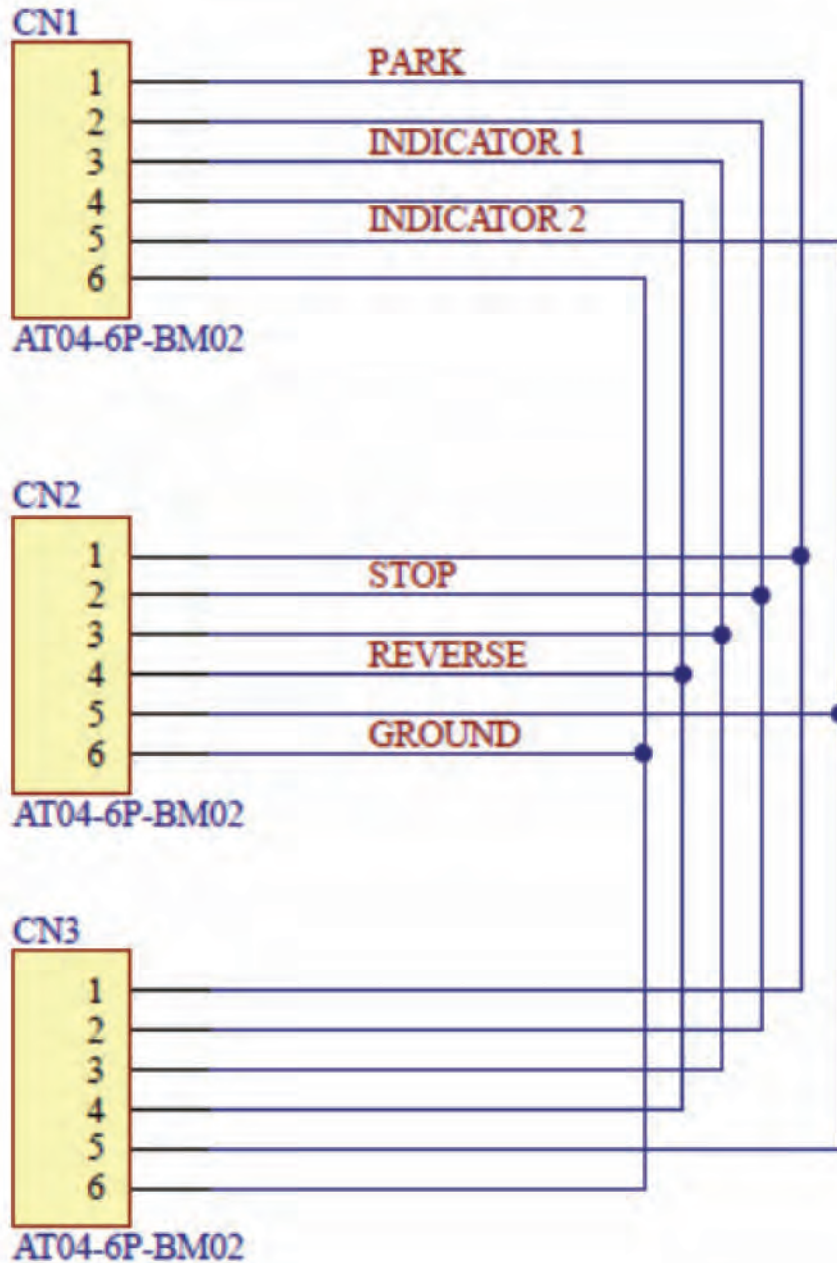 CN1
1 PARK
2
3 INDICATOR 1
4
5 INDICATOR 2
6
AT04-6P-BM02
CN2
1
2 STOP
3
4 REVERSE
5
6 GROUND
AT04-6P-BM02
CN3
1
2
3
4
5
6
AT04-6P-BM02